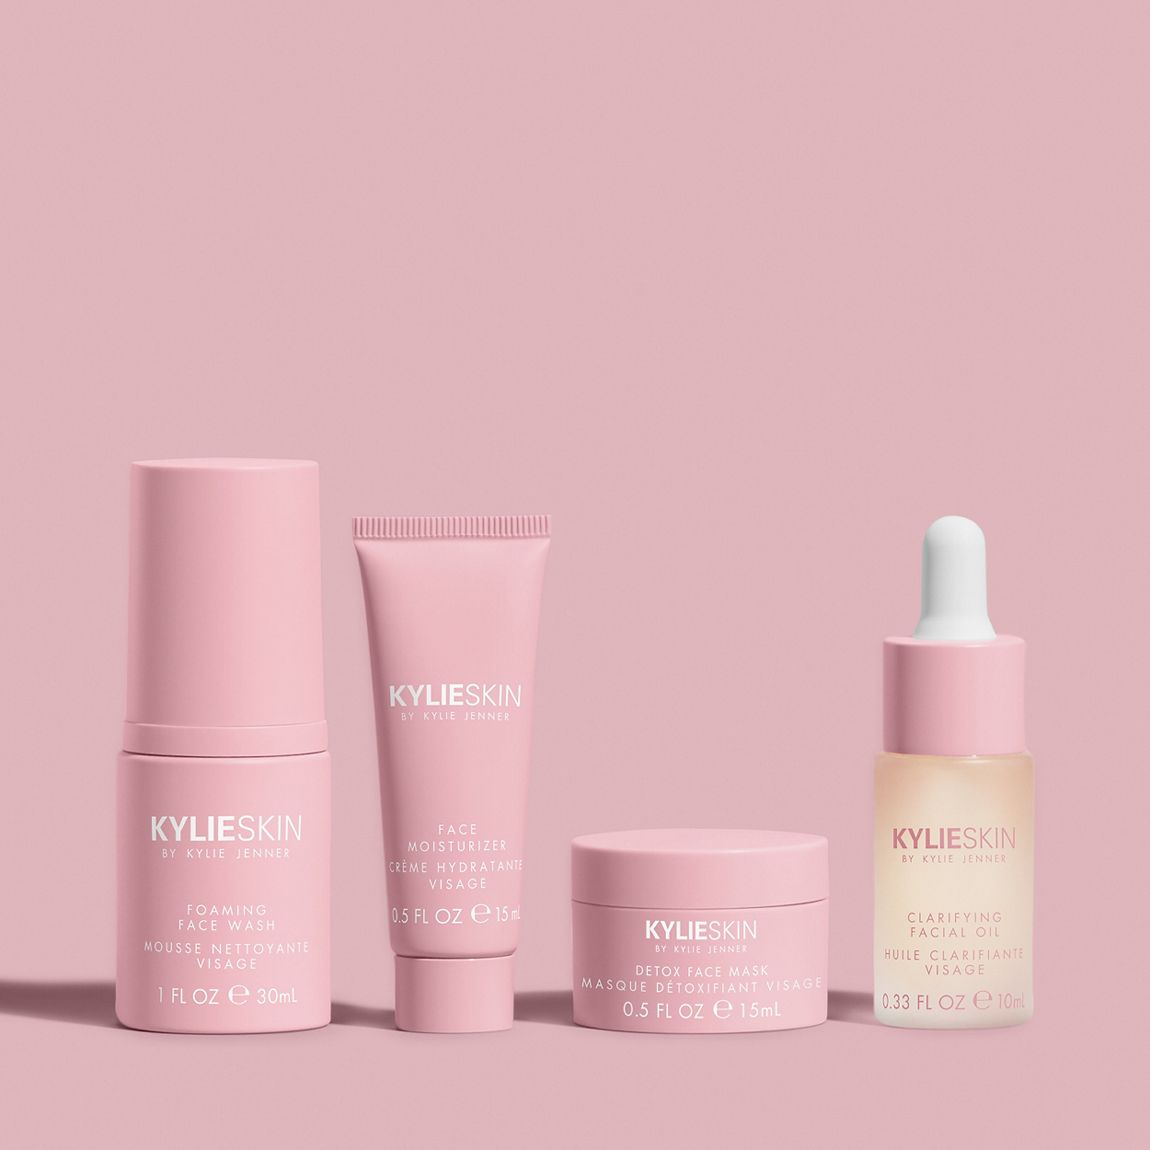 KYLIESKIN
BY KYLIE JENNER
FOAMING
FACE WASH
MOUSSE NETTOYANTE
VISAGE
1 FL OZ ℮ 30mL
KYLIESKIN
BY KYLIE JENNER
FACE
MOISTURIZER
CRÈME HYDRATANTE
VISAGE
0.5 FL OZ ℮ 15mL
KYLIESKIN
BY KYLIE JENNER
DETOX FACE MASK
MASQUE DÉTOXIFIANT VISAGE
0.5 FL OZ ℮ 15mL
KYLIESKIN
BY KYLIE JENNER
CLARIFYING
FACIAL OIL
HUILE CLARIFIANTE
VISAGE
0.33 FL OZ ℮ 10mL